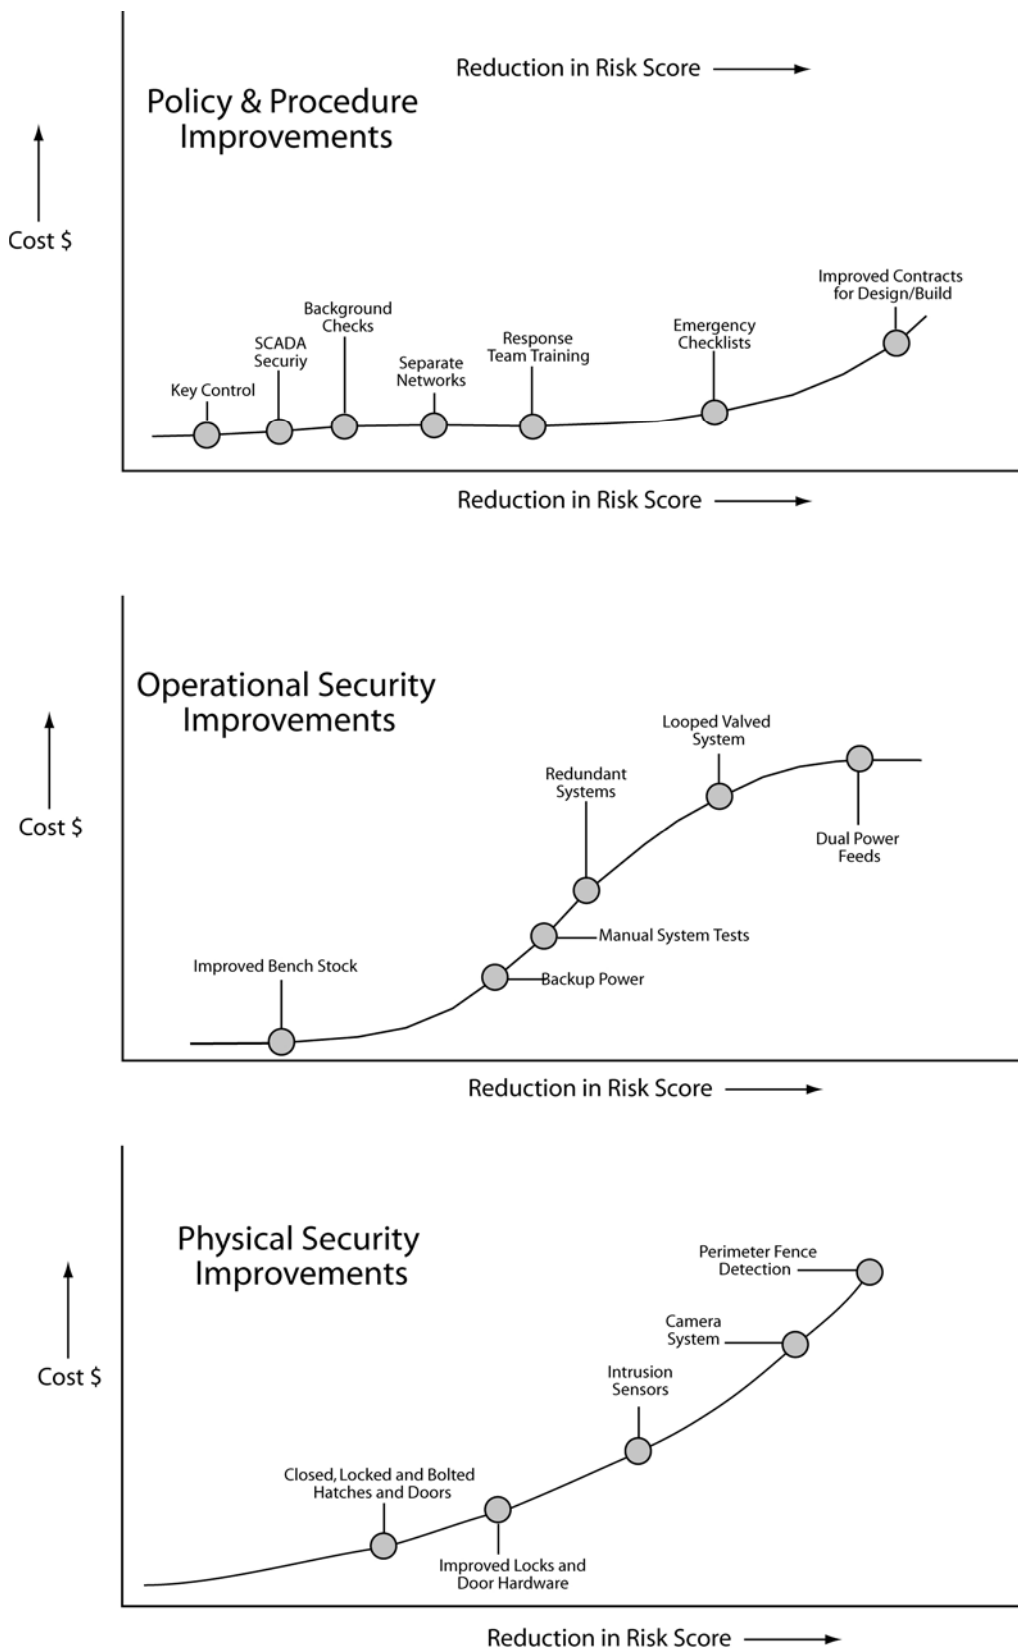 Reduction in Risk Score
Policy & Procedure
Improvements
Cost $
Improved Contracts
for Design/Build
Background
Checks
Emergency
Checklists
Response
Team Training
SCADA
Securiy
Separate
Networks
Key Control
Reduction in Risk Score
Operational Security
Improvements
Cost $
Looped Valved
System
Redundant
Systems
Dual Power
Feeds
Manual System Tests
Improved Bench Stock
Backup Power
Reduction in Risk Score
Physical Security
Improvements
Cost $
Perimeter Fence
Detection
Camera
System
Intrusion
Sensors
Closed, Locked and Bolted
Hatches and Doors
Improved Locks and
Door Hardware
Reduction in Risk Score